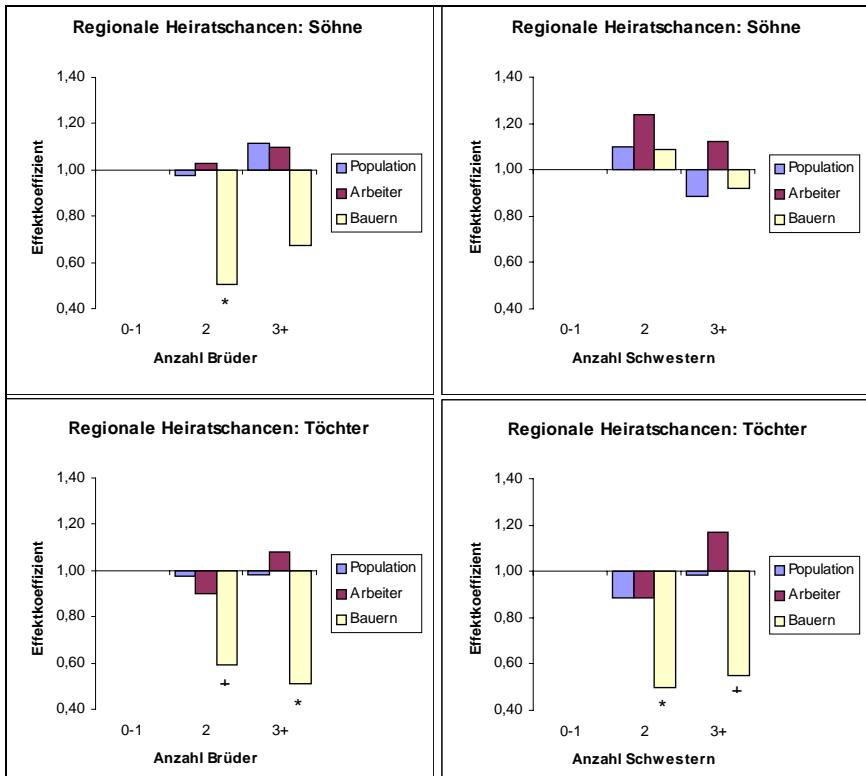 Regionale Heiratschancen: Söhne
1,40
1,20
1,00
0,80
0,60
0,40
Effektkoeffizient
Population
Arbeiter
Bauern
*
0-1 2 3+
Anzahl Brüder
Regionale Heiratschancen: Söhne
1,40
1,20
1,00
0,80
0,60
0,40
Effektkoeffizient
Population
Arbeiter
Bauern
0-1 2 3+
Anzahl Schwestern
Regionale Heiratschancen: Töchter
1,40
1,20
1,00
0,80
0,60
0,40
Effektkoeffizient
Population
Arbeiter
Bauern
+ *
0-1 2 3+
Anzahl Brüder
Regionale Heiratschancen: Töchter
1,40
1,20
1,00
0,80
0,60
0,40
Effektkoeffizient
Population
Arbeiter
Bauern
* +
0-1 2 3+
Anzahl Schwestern